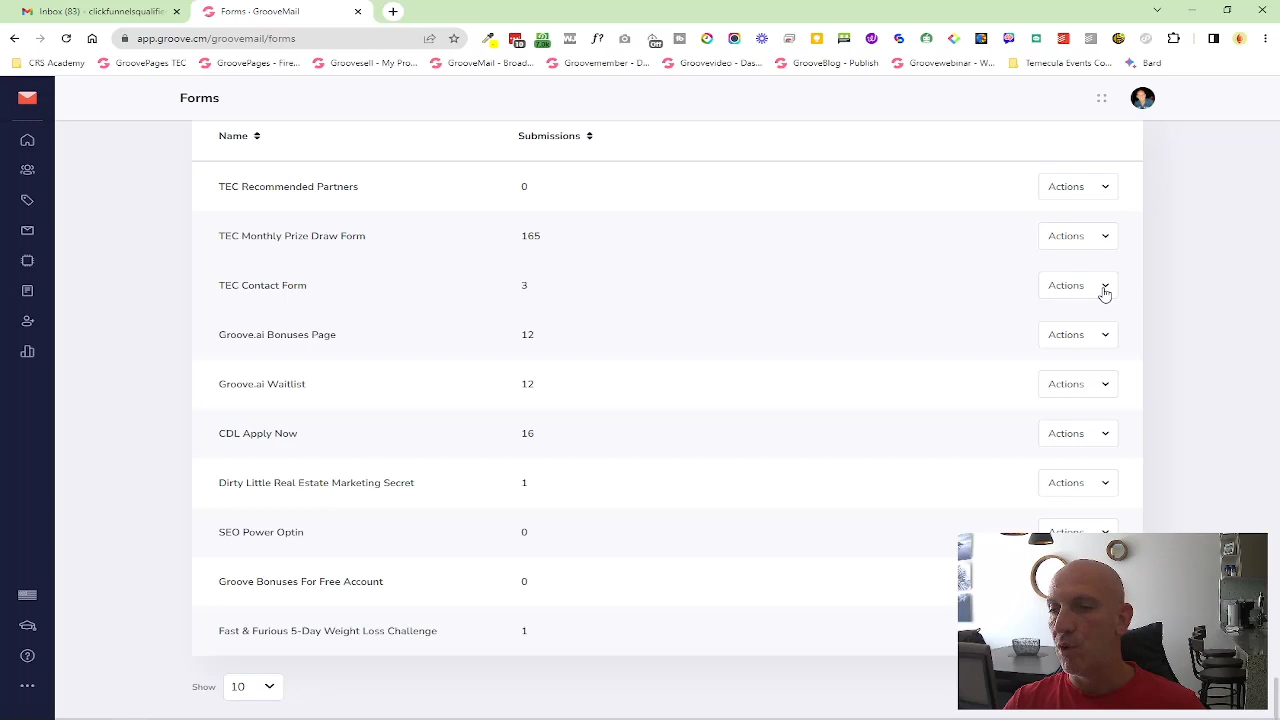 Inbox (83) - clickfunnelsqualifie
Forms · GrooveMail
app.groove.cm/groovemail/forms
CRS Academy
GroovePages TEC
GroovePages - Fire...
Groovesell - My Pro...
GrooveMail - Broad...
Groovemember - D...
Groovekart - Das...
GrooveBlog - Publish
Groovewebinar - W...
Temecula Events Co...
Bard
Forms
Name
Submissions
TEC Recommended Partners 0 Actions
TEC Monthly Prize Draw Form 165 Actions
TEC Contact Form 3 Actions
Groove.ai Bonuses Page 12 Actions
Groove.ai Waitlist 12 Actions
CDL Apply Now 16 Actions
Dirty Little Real Estate Marketing Secret 1 Actions
SEO Power Optin 0 Actions
Groove Bonuses For Free Account 0
Fast & Furious 5-Day Weight Loss Challenge 1
Show 10